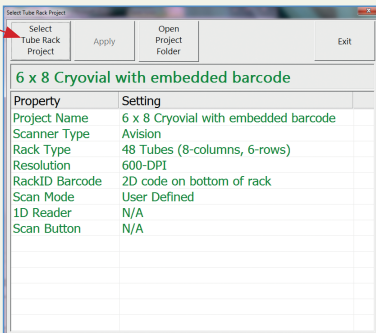 Select Tube Rack Project
Select
Tube Rack
Project
Apply
Open
Project
Folder
Exit
6 x 8 Cryovial with embedded barcode
Property Setting
Project Name 6 x 8 Cryovial with embedded barcode
Scanner Type Avision
Rack Type 48 Tubes (8-columns, 6-rows)
Resolution 600-DPI
RackID Barcode 2D code on bottom of rack
Scan Mode User Defined
1D Reader N/A
Scan Button N/A